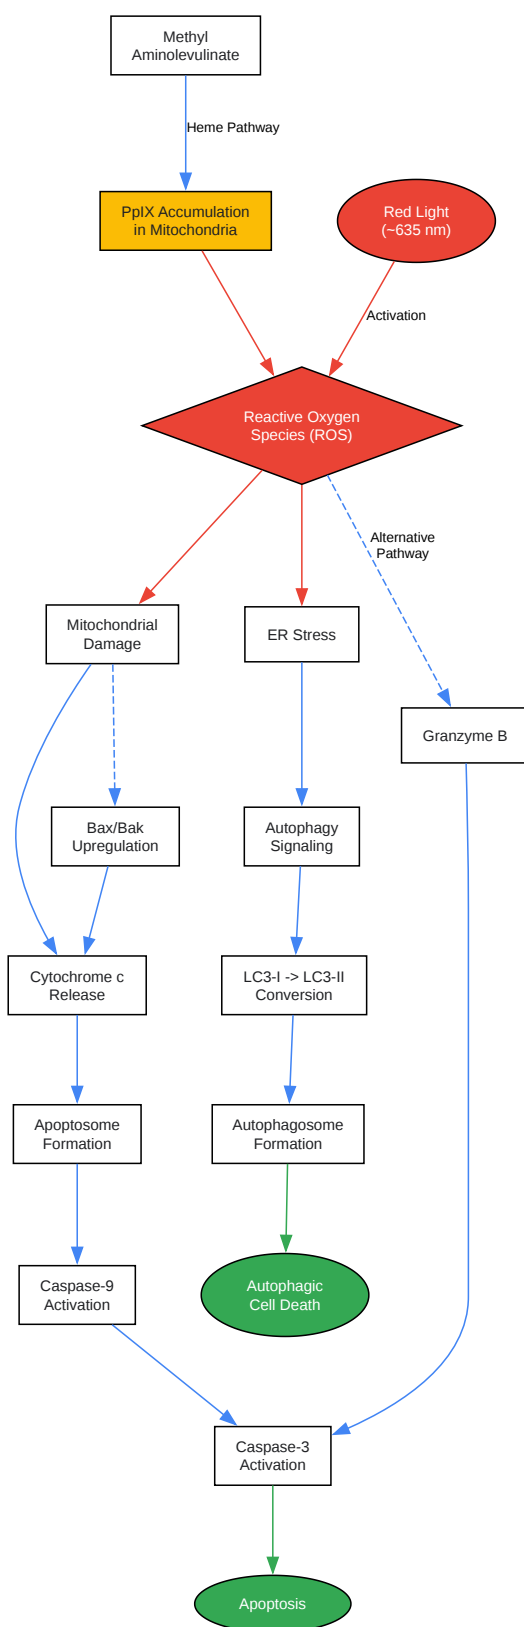 Methyl
Aminolevulinate
Heme Pathway
PpIX Accumulation
in Mitochondria
Red Light
(~635 nm)
Activation
Reactive Oxygen
Species (ROS)
Alternative
Pathway
Mitochondrial
Damage
ER Stress
Granzyme B
Bax/Bak
Upregulation
Autophagy
Signaling
Cytochrome c
Release
LC3-I -> LC3-II
Conversion
Apoptosome
Formation
Autophagosome
Formation
Caspase-9
Activation
Autophagic
Cell Death
Caspase-3
Activation
Apoptosis